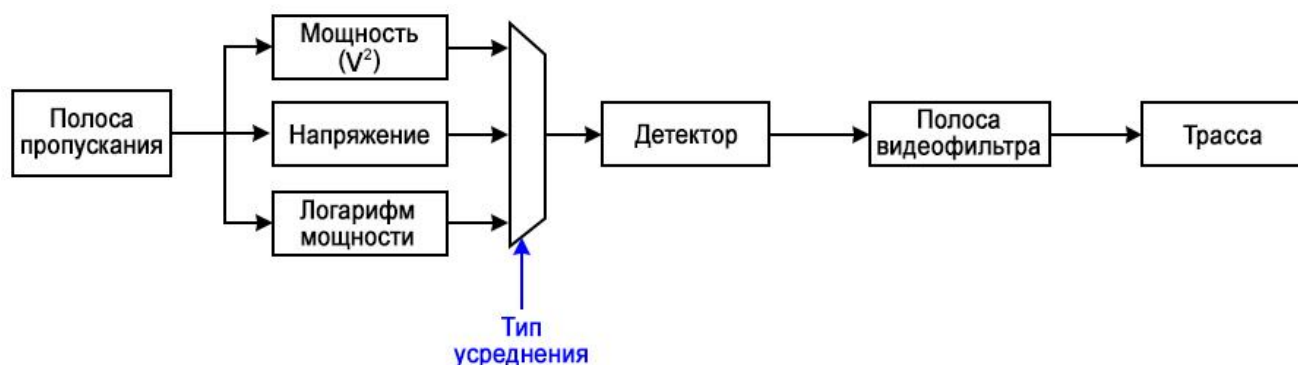 Мощность
(V²)
Полоса
пропускания
Напряжение
Логарифм
мощности
Детектор
Полоса
видеофильтра
Трасса
Тип
усреднения